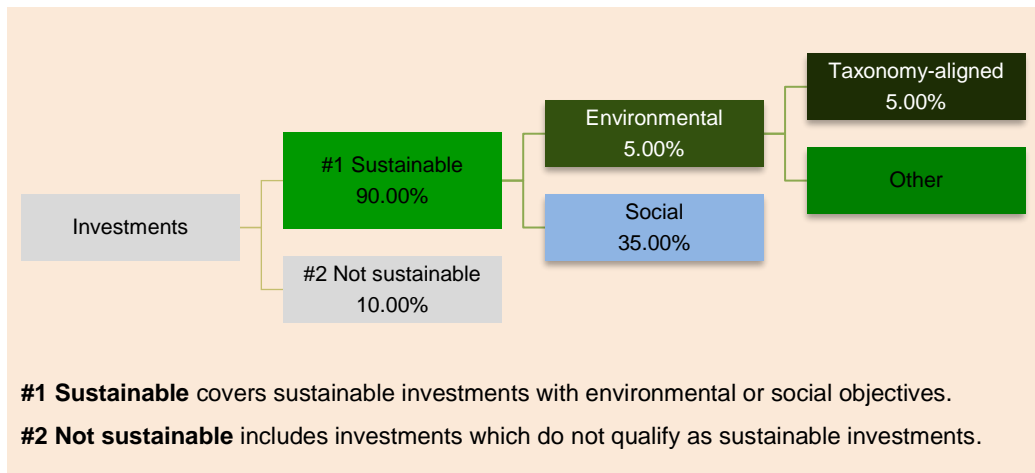 Investments
#1 Sustainable
90.00%
#2 Not sustainable
10.00%
Environmental
5.00%
Social
35.00%
Taxonomy-aligned
5.00%
Other
#1 Sustainable covers sustainable investments with environmental or social objectives.
#2 Not sustainable includes investments which do not qualify as sustainable investments.